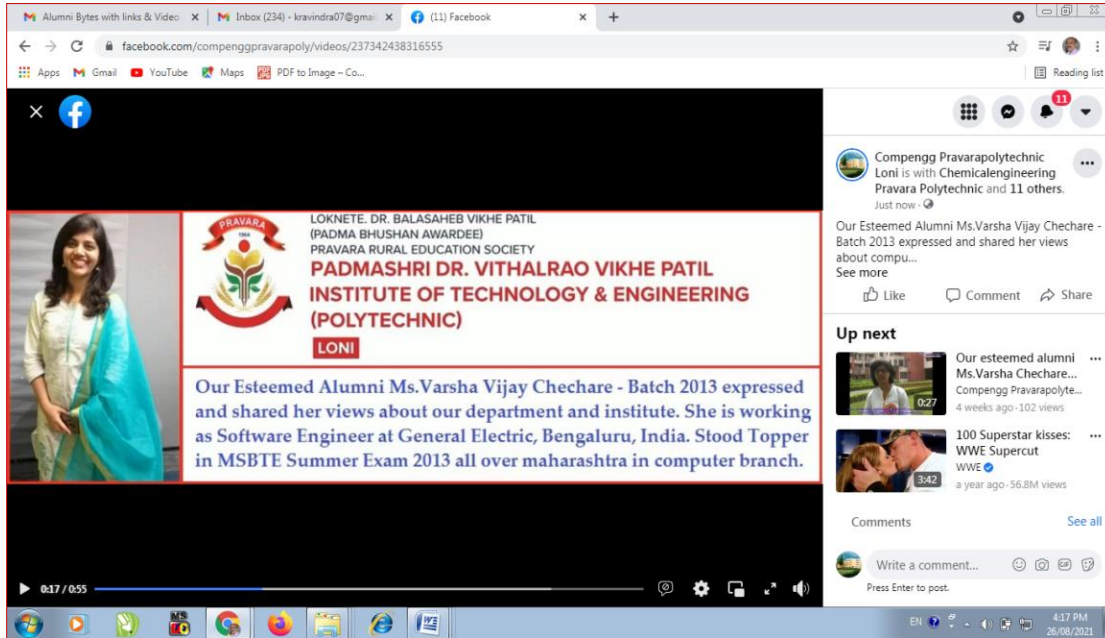 Alumni Bytes with links & Video
Inbox (234) - kravindra07@gmai
(11) Facebook
facebook.com/compenggpravarapoly/videos/237342438316555
Apps
Gmail
YouTube
Maps
PDF to Image – Co...
Reading list
11
PRAVARA
1964
LOKNETE. DR. BALASAHEB VIKHE PATIL
(PADMA BHUSHAN AWARDEE)
PRAVARA RURAL EDUCATION SOCIETY
PADMASHRI DR. VITHALRAO VIKHE PATIL
INSTITUTE OF TECHNOLOGY & ENGINEERING
(POLYTECHNIC)
LONI
Our Esteemed Alumni Ms.Varsha Vijay Chechare - Batch 2013 expressed
and shared her views about our department and institute. She is working
as Software Engineer at General Electric, Bengaluru, India. Stood Topper
in MSBTE Summer Exam 2013 all over maharashtra in computer branch.
0:17 / 0:55
Compengg Pravarapolytechnic
Loni is with Chemicalengineering
Pravara Polytechnic and 11 others.
Just now ·
Our Esteemed Alumni Ms.Varsha Vijay Chechare -
Batch 2013 expressed and shared her views
about compu...
See more
Like
Comment
Share
Up next
0:27
Our esteemed alumni
Ms.Varsha Chechare...
Compengg Pravarapolyte...
4 weeks ago · 102 views
3:42
100 Superstar kisses:
WWE Supercut
WWE
a year ago · 56.8M views
Comments
See all
Write a comment...
GIF
Press Enter to post.
MS
EN
4:17 PM
26/08/2021